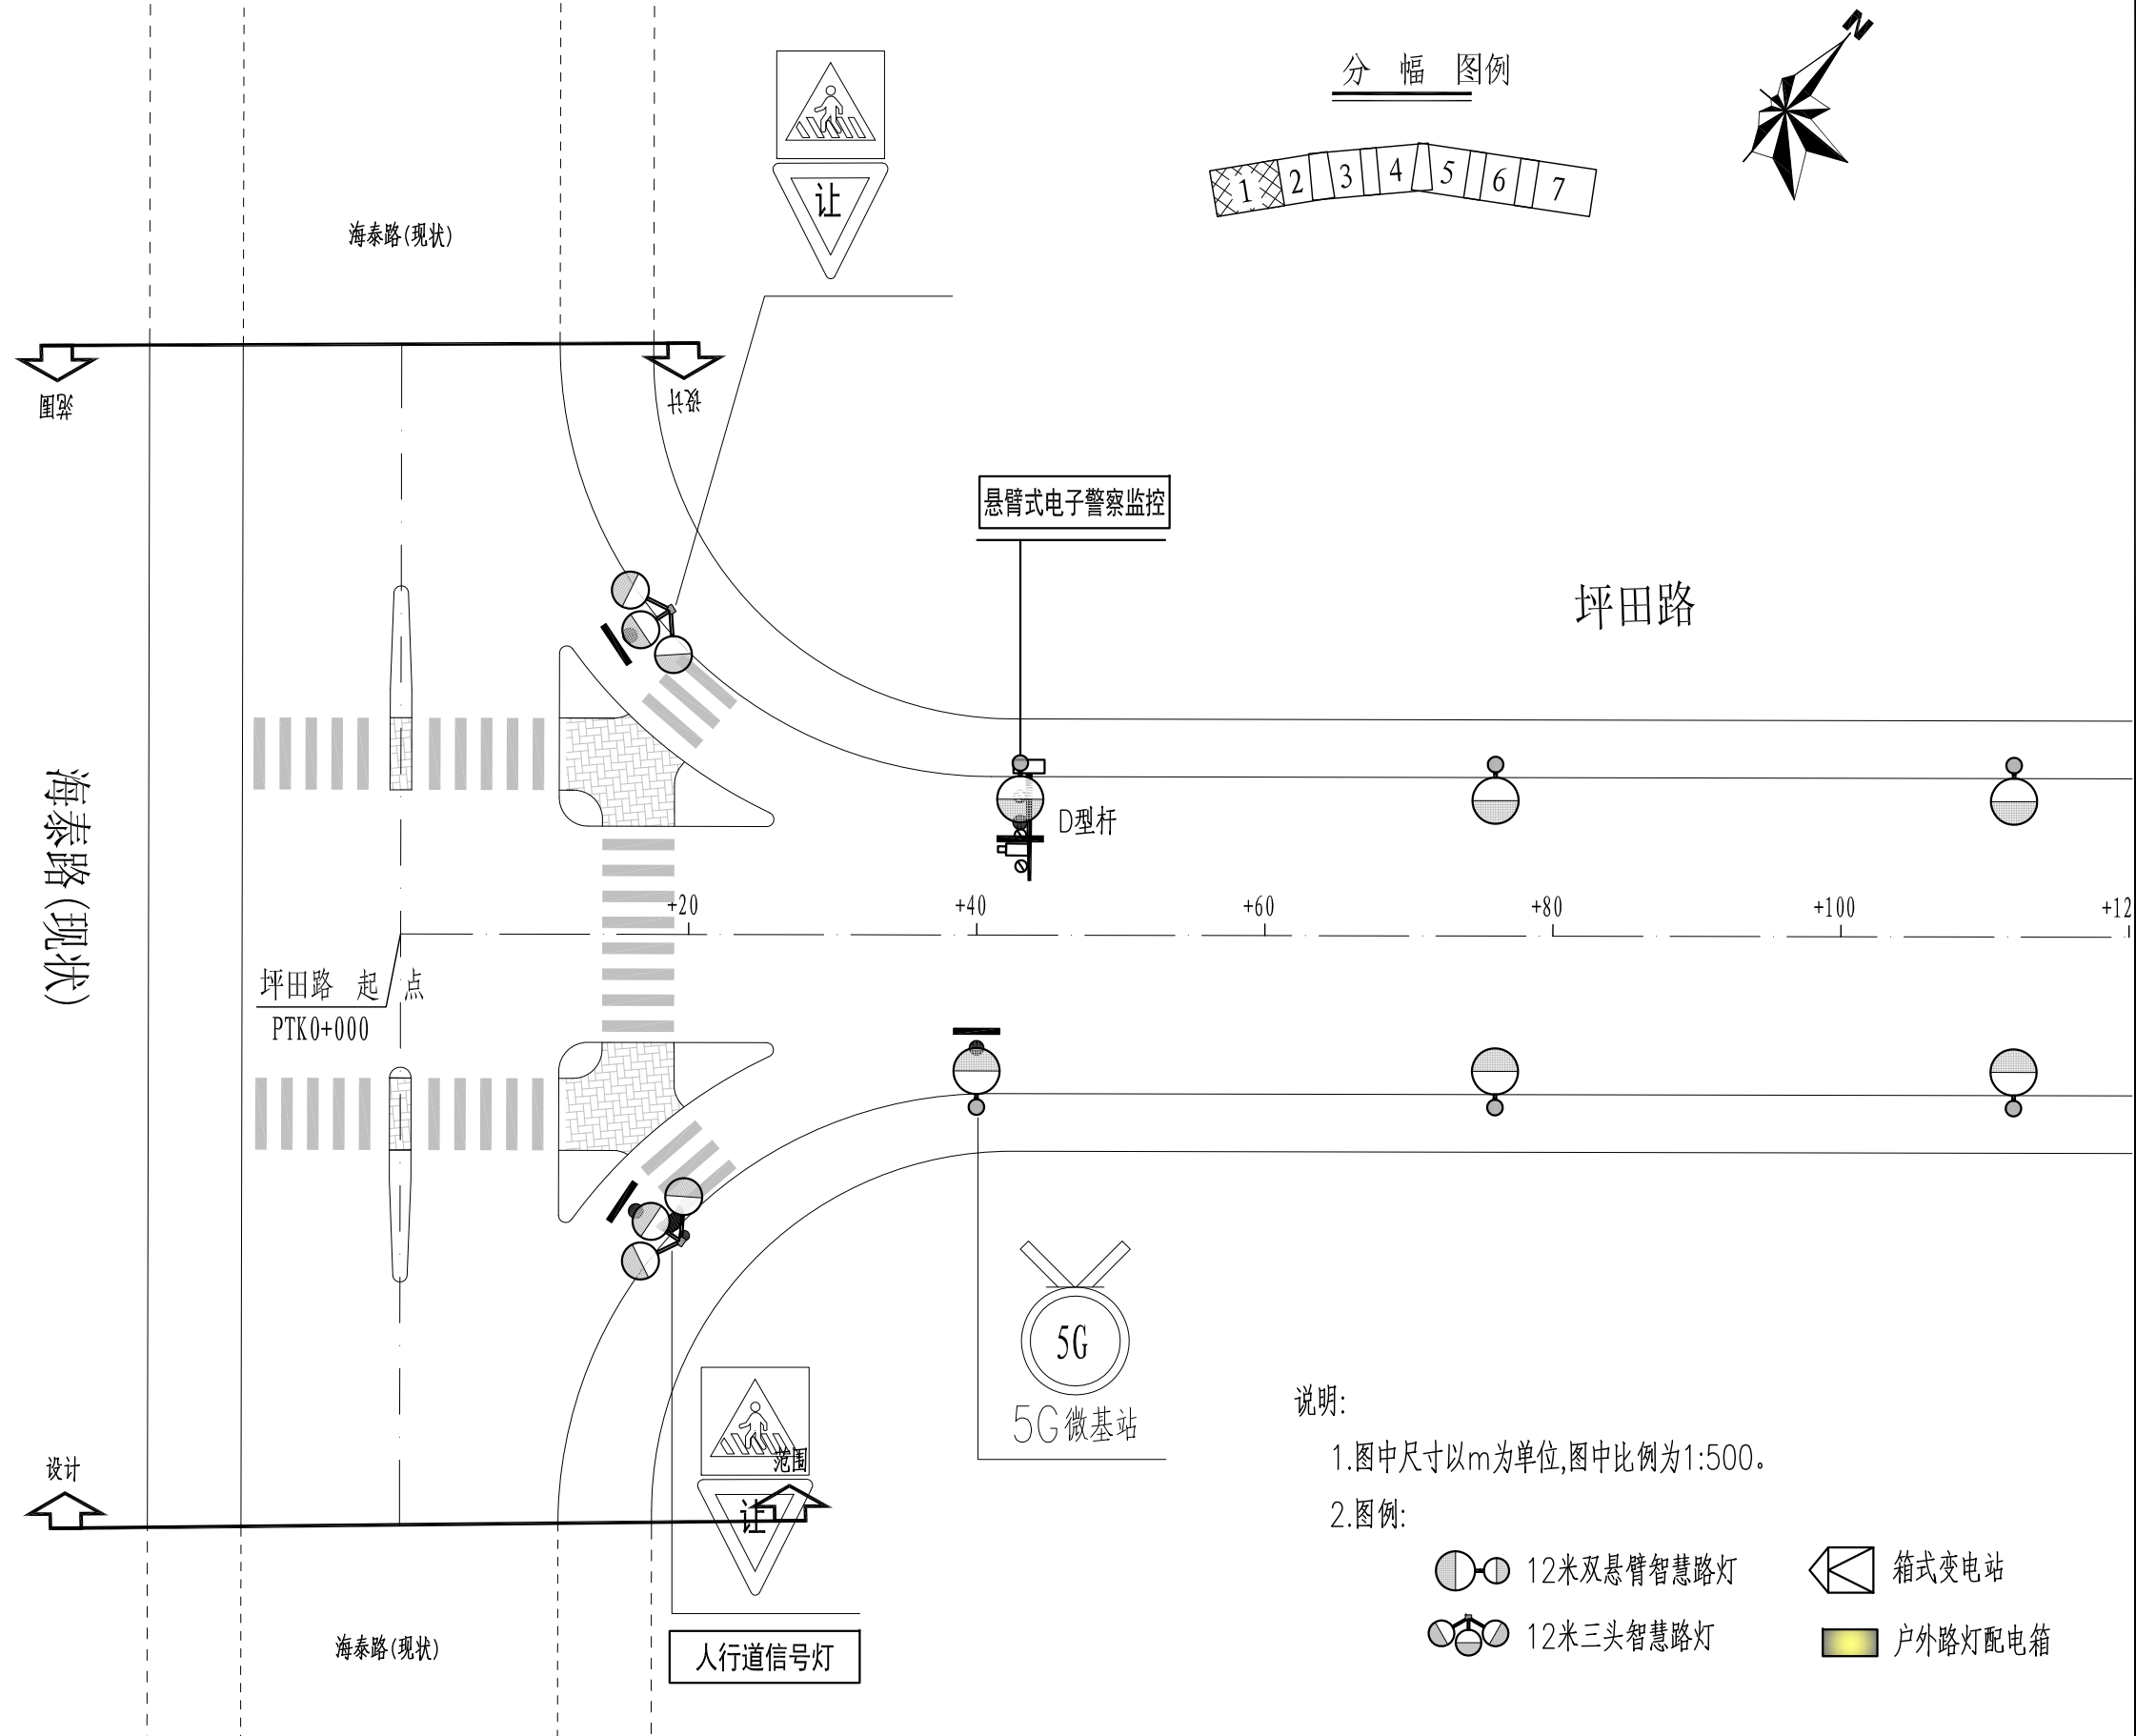 N
分 幅 图例
1 2 3 4 5 6 7
让
海泰路(现状)
范围
设计
悬臂式电子警察监控
坪田路
D型杆
海泰路(现状)
+20
+40
+60
+80
+100
+12
坪田路 起 点
PTK0+000
5G
5G微基站
设计
范围
让
海泰路(现状)
人行道信号灯
说明:
1.图中尺寸以m为单位,图中比例为1:500。
2.图例:
12米双悬臂智慧路灯
箱式变电站
12米三头智慧路灯
户外路灯配电箱